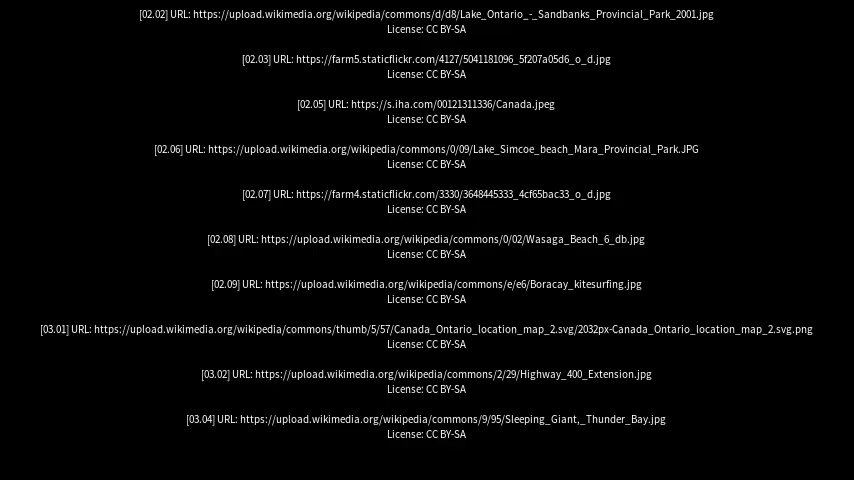 [02.02] URL: https://upload.wikimedia.org/wikipedia/commons/d/d8/Lake_Ontario_-_Sandbanks_Provincial_Park_2001.jpg
License: CC BY-SA
[02.03] URL: https://farm5.staticflickr.com/4127/5041181096_5f207a05d6_o_d.jpg
License: CC BY-SA
[02.05] URL: https://s.iha.com/00121311336/Canada.jpeg
License: CC BY-SA
[02.06] URL: https://upload.wikimedia.org/wikipedia/commons/0/09/Lake_Simcoe_beach_Mara_Provincial_Park.JPG
License: CC BY-SA
[02.07] URL: https://farm4.staticflickr.com/3330/3648445333_4cf65bac33_o_d.jpg
License: CC BY-SA
[02.08] URL: https://upload.wikimedia.org/wikipedia/commons/0/02/Wasaga_Beach_6_db.jpg
License: CC BY-SA
[02.09] URL: https://upload.wikimedia.org/wikipedia/commons/e/e6/Boracay_kitesurfing.jpg
License: CC BY-SA
[03.01] URL: https://upload.wikimedia.org/wikipedia/commons/thumb/5/57/Canada_Ontario_location_map_2.svg/2032px-Canada_Ontario_location_map_2.svg.png
License: CC BY-SA
[03.02] URL: https://upload.wikimedia.org/wikipedia/commons/2/29/Highway_400_Extension.jpg
License: CC BY-SA
[03.04] URL: https://upload.wikimedia.org/wikipedia/commons/9/95/Sleeping_Giant,_Thunder_Bay.jpg
License: CC BY-SA